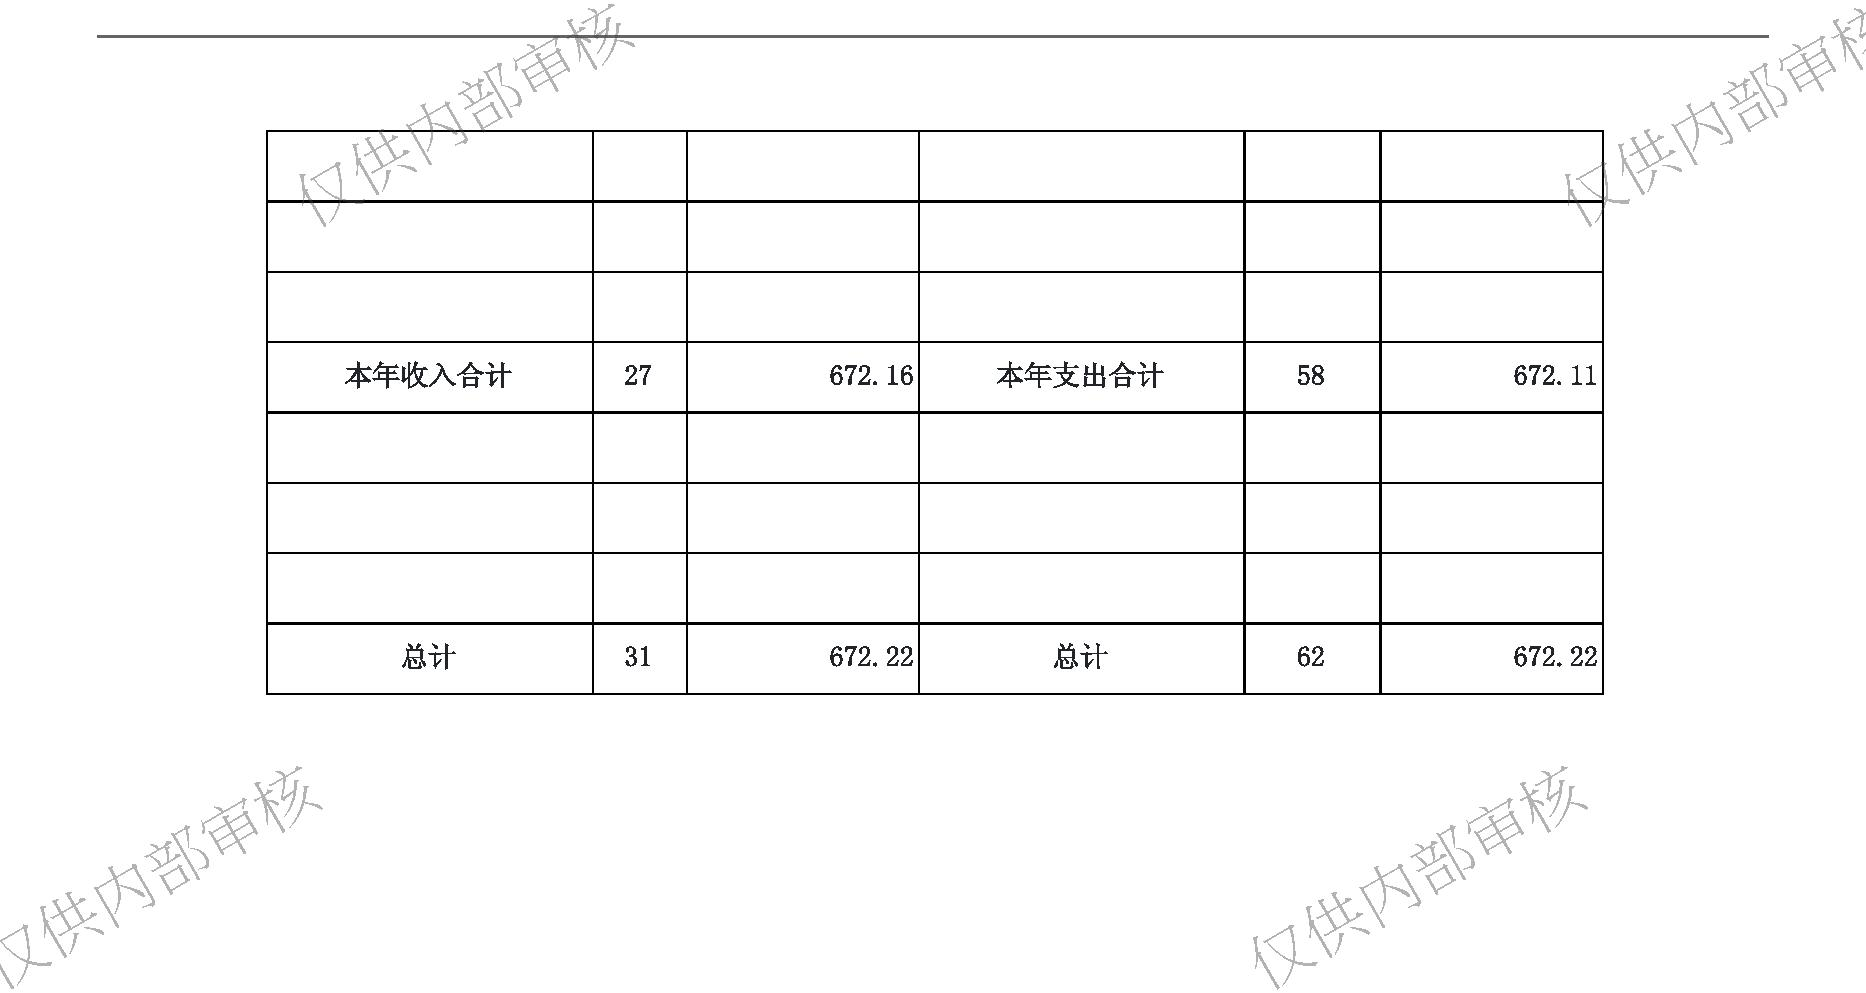 仅供内部审核
仅供内部审核
本年收入合计 27 672.16 本年支出合计 58 672.11
总计 31 672.22 总计 62 672.22
仅供内部审核
仅供内部审核